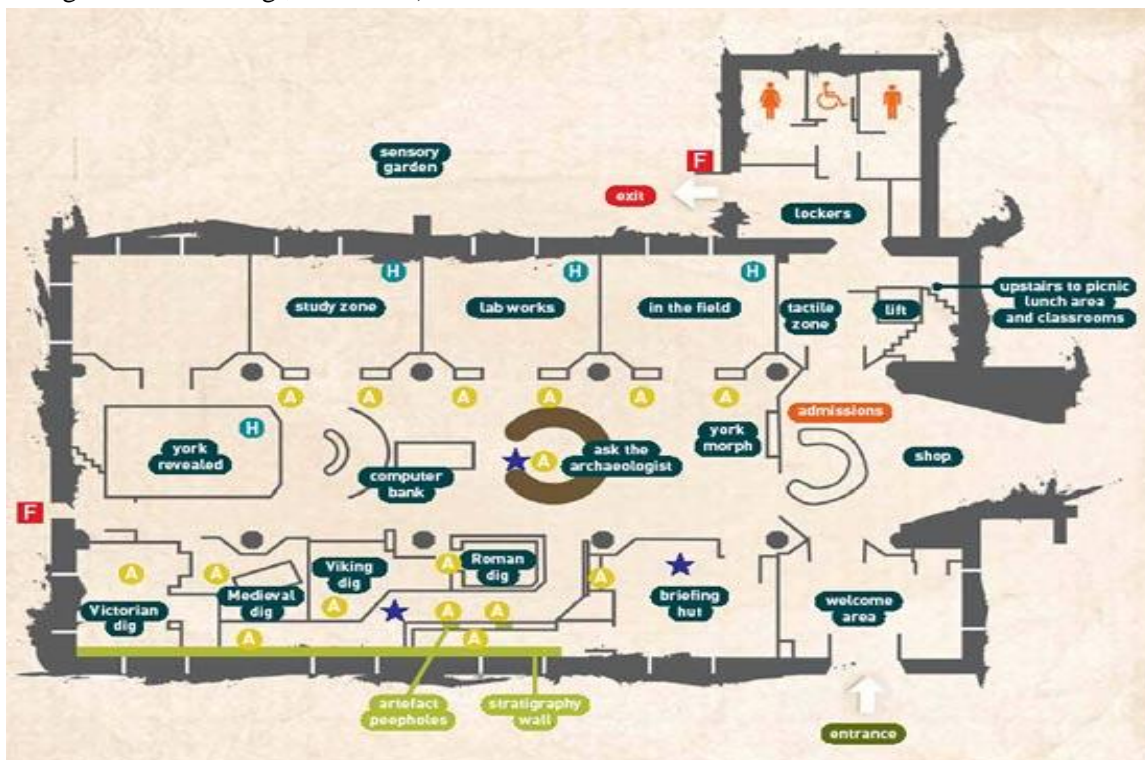 sensory
garden
F
exit
lockers
H
H
H
study zone
lab works
in the field
tactile
zone
lift
upstairs to picnic
lunch area
and classrooms
A
A
A
A
A
A
admissions
H
york
revealed
computer
bank
A
ask the
archaeologist
york
morph
shop
F
A
Victorian
dig
A
Medieval
dig
Viking
dig
A
A
Roman
dig
A
A
A
A
A
briefing
hut
welcome
area
artefact
peepholes
stratigraphy
wall
entrance